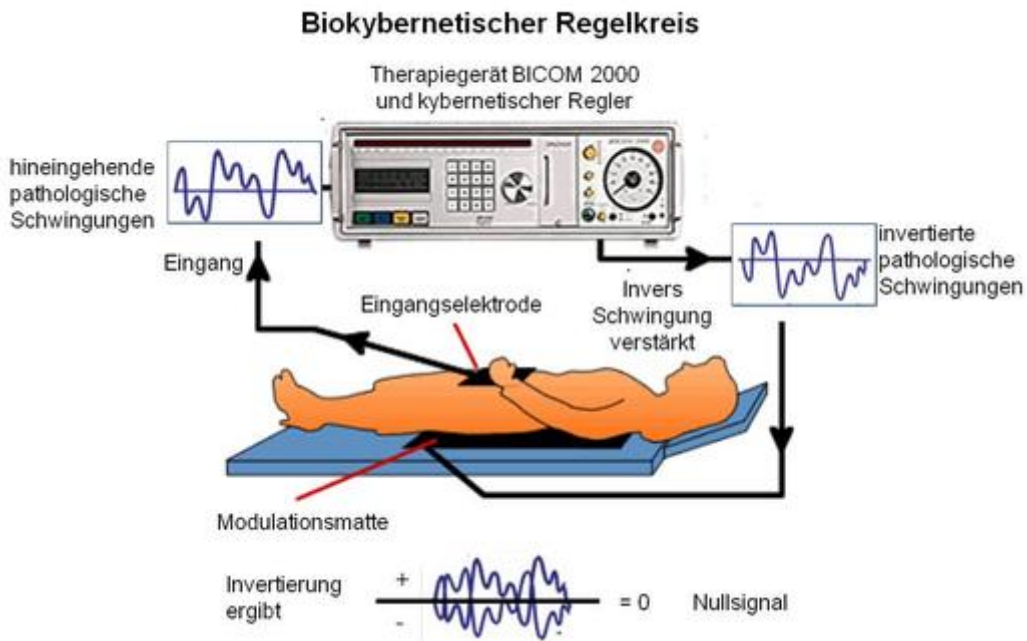 Biokybernetischer Regelkreis
Therapiegerät BICOM 2000
und kybernetischer Regler
hineingehende
pathologische
Schwingungen
Eingang
Eingangselektrode
Invers
Schwingung
verstärkt
invertierte
pathologische
Schwingungen
Modulationsmatte
Invertierung
ergibt
+
-
= 0 Nullsignal